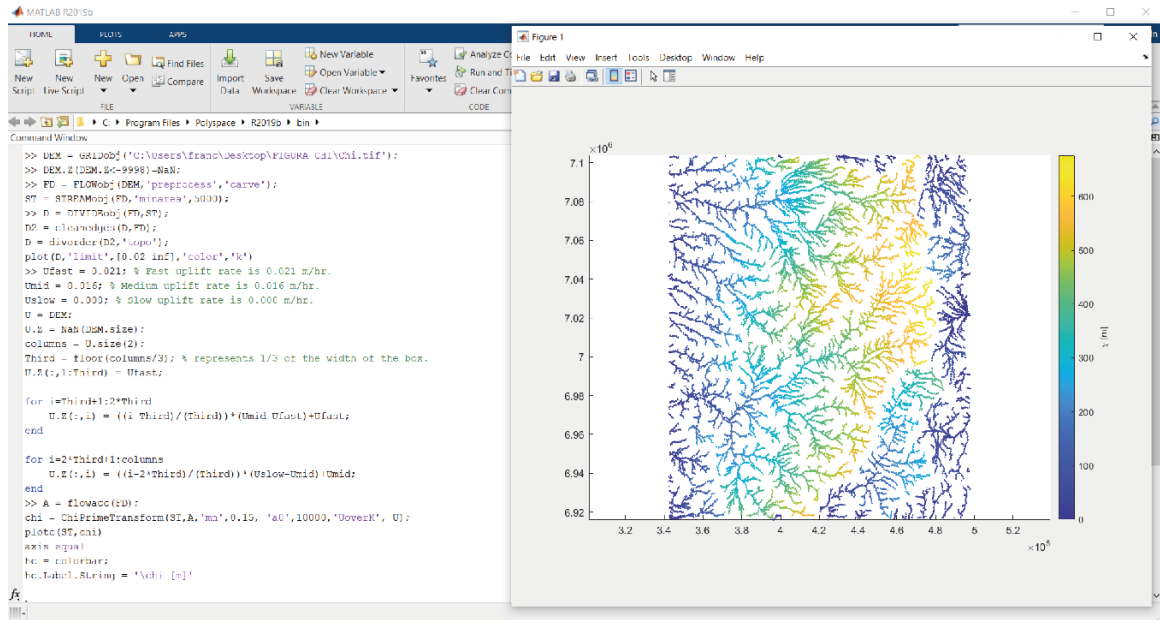 MATLAB R2019b
HOME PLOTS APPS
New Script
New Live Script
New
Open
Find Files
Compare
Import Data
Save Workspace
New Variable
Open Variable
Clear Workspace
Favorites
Analyze Co
Run and Ti
Clear Com
FILE VARIABLE CODE
C: Program Files Polyspace R2019b bin
Command Window
>> DEM = GRIDobj('C:\Users\franc\Desktop\FIGURA CHI\Chi.tif');
>> DEM.Z(DEM.Z<-9998)=NaN;
>> FD = FLOWobj(DEM,'preprocess','carve');
ST = STREAMobj(FD,'minarea',5000);
>> D = DIVIDEobj(FD,ST);
D2 = cleanedges(D,FD);
D = divorder(D2,'topo');
plot(D,'limit',[0.02 inf],'color','k')
>> Ufast = 0.021; % Fast uplift rate is 0.021 m/hr.
Umid = 0.016; % Medium uplift rate is 0.016 m/hr.
Uslow = 0.000; % Slow uplift rate is 0.000 m/hr.
U = DEM;
U.Z = NaN(DEM.size);
columns = U.size(2);
Third = floor(columns/3); % represents 1/3 of the width of the box.
U.Z(:,1:Third) = Ufast;
for i=Third+1:2*Third
U.Z(:,i) = ((i-Third)/(Third))*(Umid-Ufast)+Ufast;
end
for i=2*Third+1:columns
U.Z(:,i) = ((i-2*Third)/(Third))*(Uslow-Umid)+Umid;
end
>> A = flowacc(FD);
chi = ChiPrimeTransform(ST,A,'mn',0.15, 'a0',10000,'UoverK', U);
plotc(ST,chi)
axis equal
hc = colorbar;
hc.Label.String = '\chi [m]'
fx
Figure 1
File Edit View Insert Tools Desktop Window Help
×10⁶
7.1
7.08
7.06
7.04
7.02
7
6.98
6.96
6.94
6.92
3.2 3.4 3.6 3.8 4 4.2 4.4 4.6 4.8 5 5.2
×10⁵
600
500
400
300
200
100
0
χ [m]